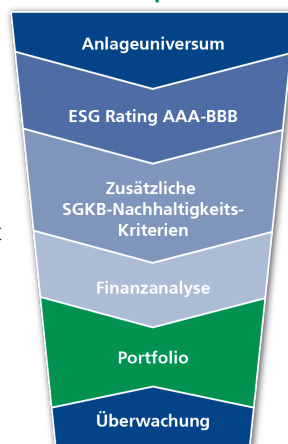 Anlageuniversum
ESG Rating AAA-BBB
Zusätzliche
SGKB-Nachhaltigkeits-
Kriterien
Finanzanalyse
Portfolio
Überwachung